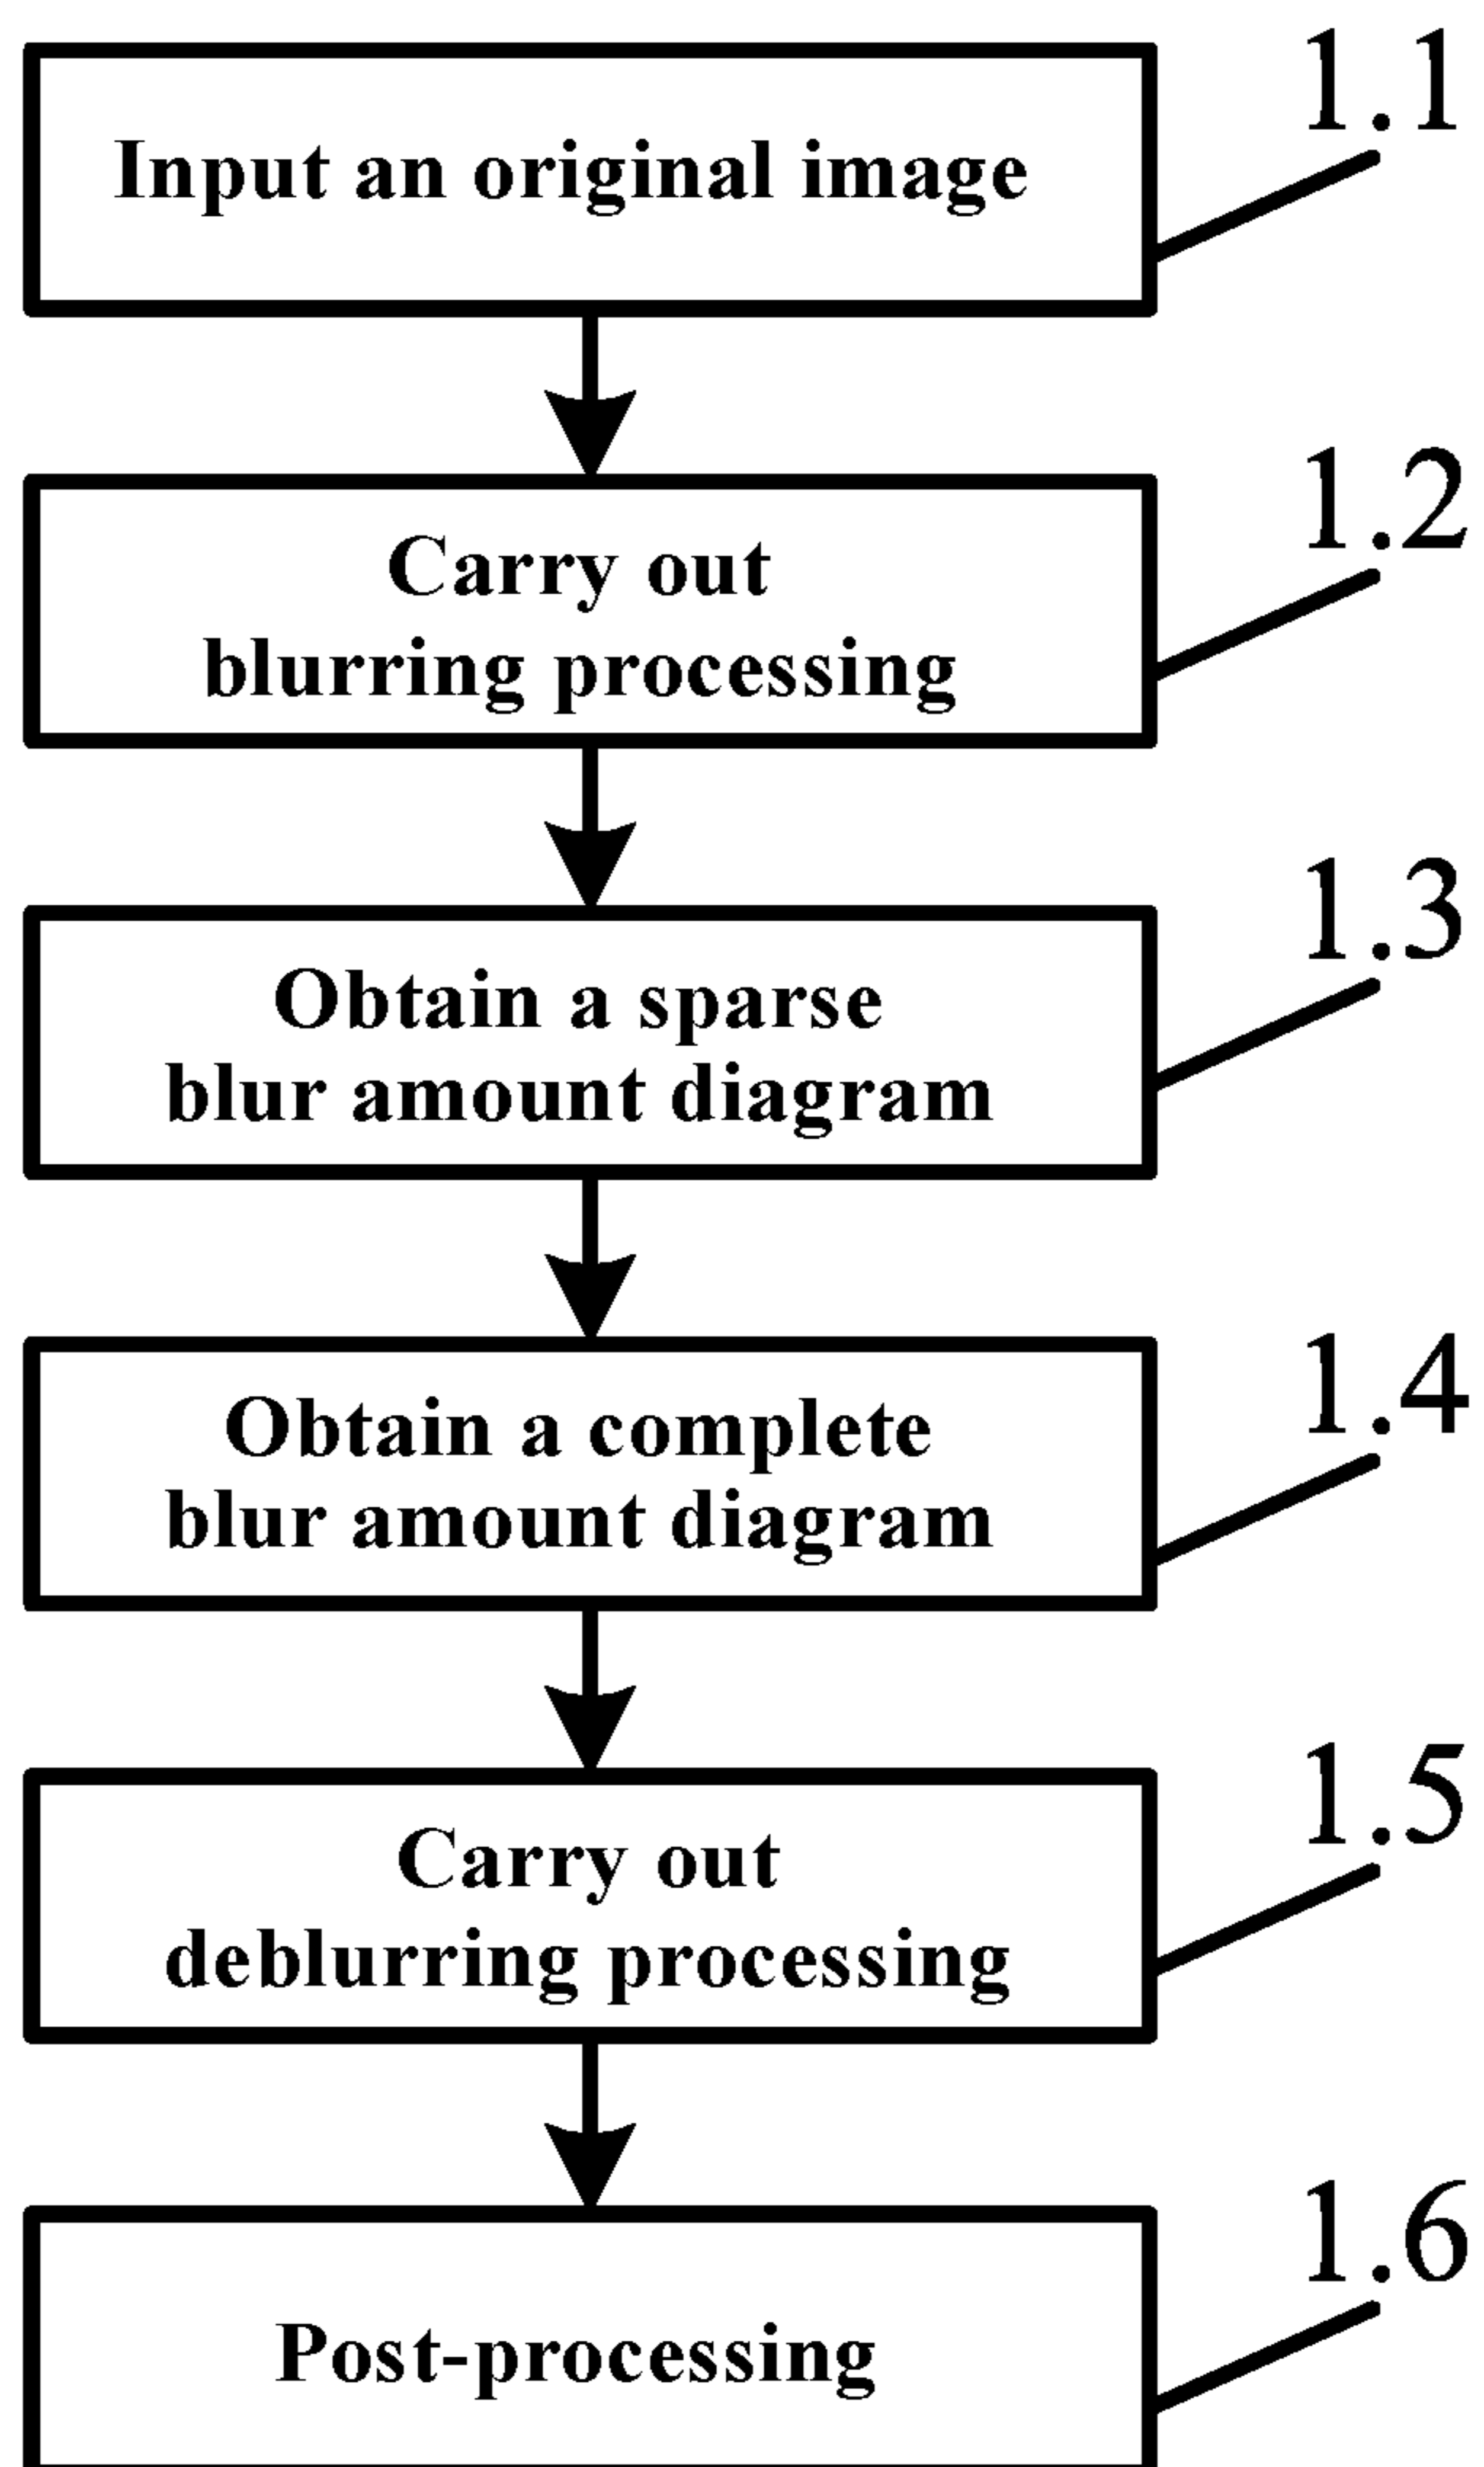 1.1
Input an original image
1.2
Carry out
blurring processing
1.3
Obtain a sparse
blur amount diagram
1.4
Obtain a complete
blur amount diagram
1.5
Carry out
deblurring processing
1.6
Post-processing